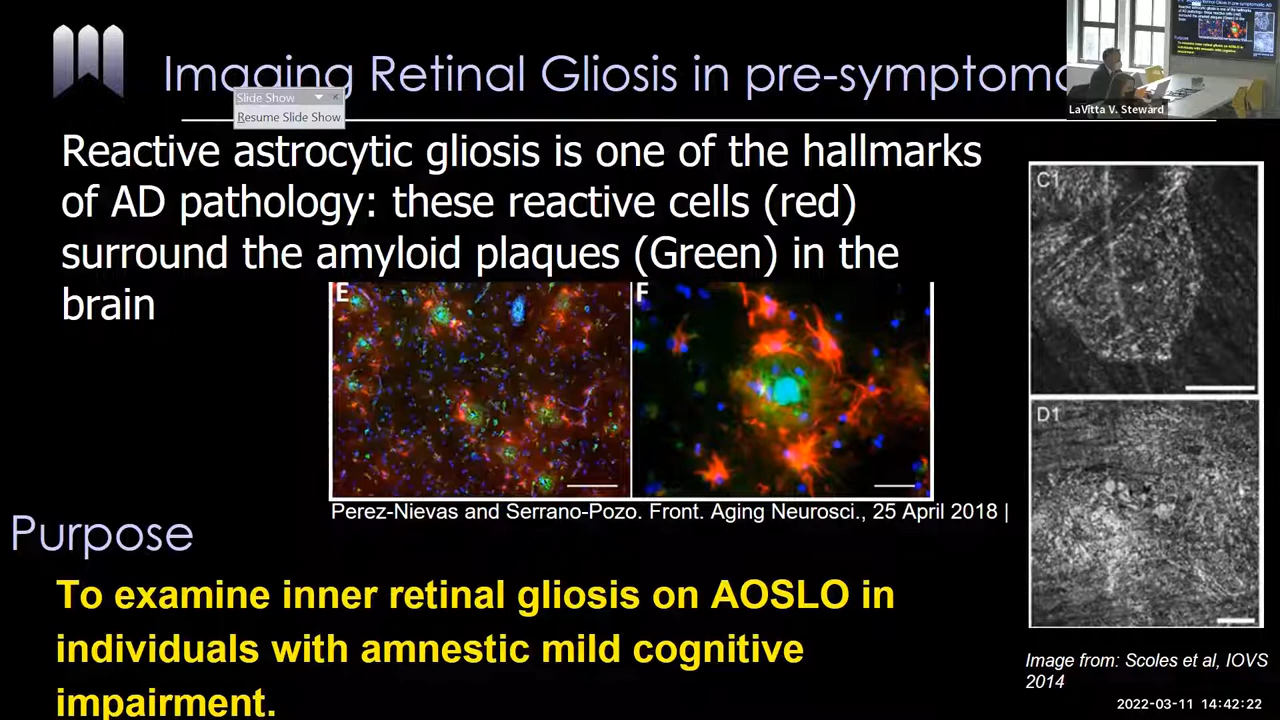 Imaging Retinal Gliosis in pre-symptoma
Slide Show
Resume Slide Show
LaVitta V. Steward
Reactive astrocytic gliosis is one of the hallmarks
of AD pathology: these reactive cells (red)
surround the amyloid plaques (Green) in the
brain
E
F
C1
D1
Perez-Nievas and Serrano-Pozo. Front. Aging Neurosci., 25 April 2018 |
Purpose
To examine inner retinal gliosis on AOSLO in
individuals with amnestic mild cognitive
impairment.
Image from: Scoles et al, IOVS
2014
2022-03-11 14:42:22